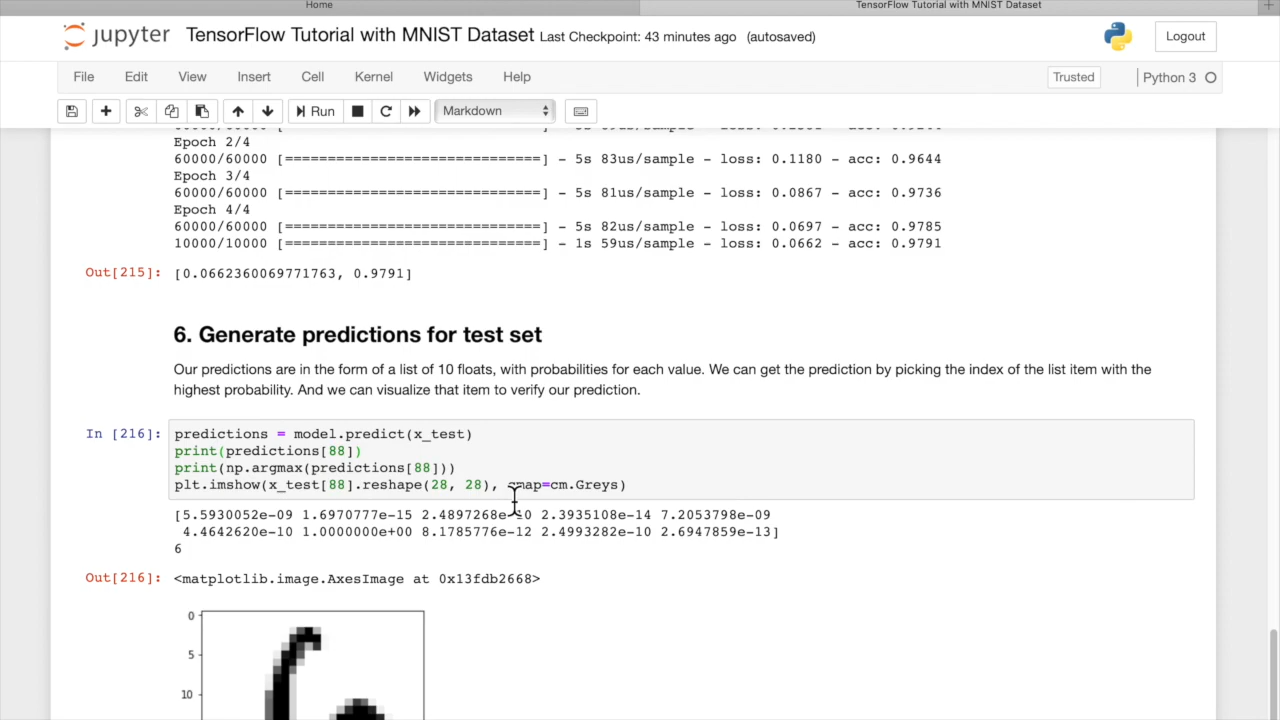 Home
TensorFlow Tutorial with MNIST Dataset
jupyter TensorFlow Tutorial with MNIST Dataset Last Checkpoint: 43 minutes ago (autosaved)
Logout
File Edit View Insert Cell Kernel Widgets Help
Trusted
Python 3
Run
Markdown
Epoch 2/4
60000/60000 [==============================] - 5s 83us/sample - loss: 0.1180 - acc: 0.9644
Epoch 3/4
60000/60000 [==============================] - 5s 81us/sample - loss: 0.0867 - acc: 0.9736
Epoch 4/4
60000/60000 [==============================] - 5s 82us/sample - loss: 0.0697 - acc: 0.9785
10000/10000 [==============================] - 1s 59us/sample - loss: 0.0662 - acc: 0.9791
Out[215]: [0.0662360069771763, 0.9791]
6. Generate predictions for test set
Our predictions are in the form of a list of 10 floats, with probabilities for each value. We can get the prediction by picking the index of the list item with the
highest probability. And we can visualize that item to verify our prediction.
In [216]: predictions = model.predict(x_test)
print(predictions[88])
print(np.argmax(predictions[88]))
plt.imshow(x_test[88].reshape(28, 28), cmap=cm.Greys)
[5.5930052e-09 1.6970777e-15 2.4897268e-10 2.3935108e-14 7.2053798e-09
4.4642620e-10 1.0000000e+00 8.1785776e-12 2.4993282e-10 2.6947859e-13]
6
Out[216]: <matplotlib.image.AxesImage at 0x13fdb2668>
0
5
10